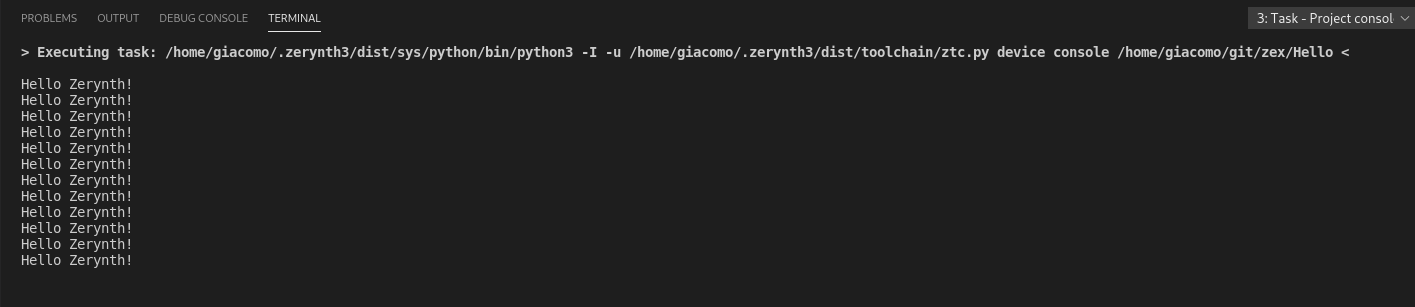 PROBLEMS OUTPUT DEBUG CONSOLE TERMINAL 3: Task - Project consol
> Executing task: /home/giacomo/.zerynth3/dist/sys/python/bin/python3 -I -u /home/giacomo/.zerynth3/dist/toolchain/ztc.py device console /home/giacomo/git/zex/Hello <
Hello Zerynth!
Hello Zerynth!
Hello Zerynth!
Hello Zerynth!
Hello Zerynth!
Hello Zerynth!
Hello Zerynth!
Hello Zerynth!
Hello Zerynth!
Hello Zerynth!
Hello Zerynth!
Hello Zerynth!